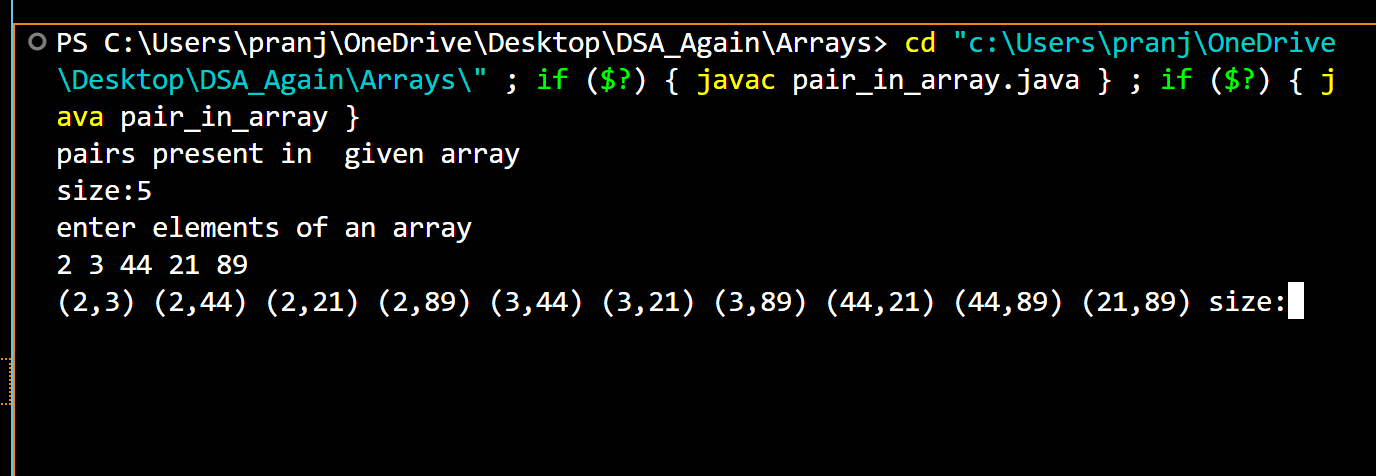 PS C:\Users\pranj\OneDrive\Desktop\DSA_Again\Arrays> cd "c:\Users\pranj\OneDrive
\Desktop\DSA_Again\Arrays\" ; if ($?) { javac pair_in_array.java } ; if ($?) { j
ava pair_in_array }
pairs present in  given array
size:5
enter elements of an array
2 3 44 21 89
(2,3) (2,44) (2,21) (2,89) (3,44) (3,21) (3,89) (44,21) (44,89) (21,89) size: